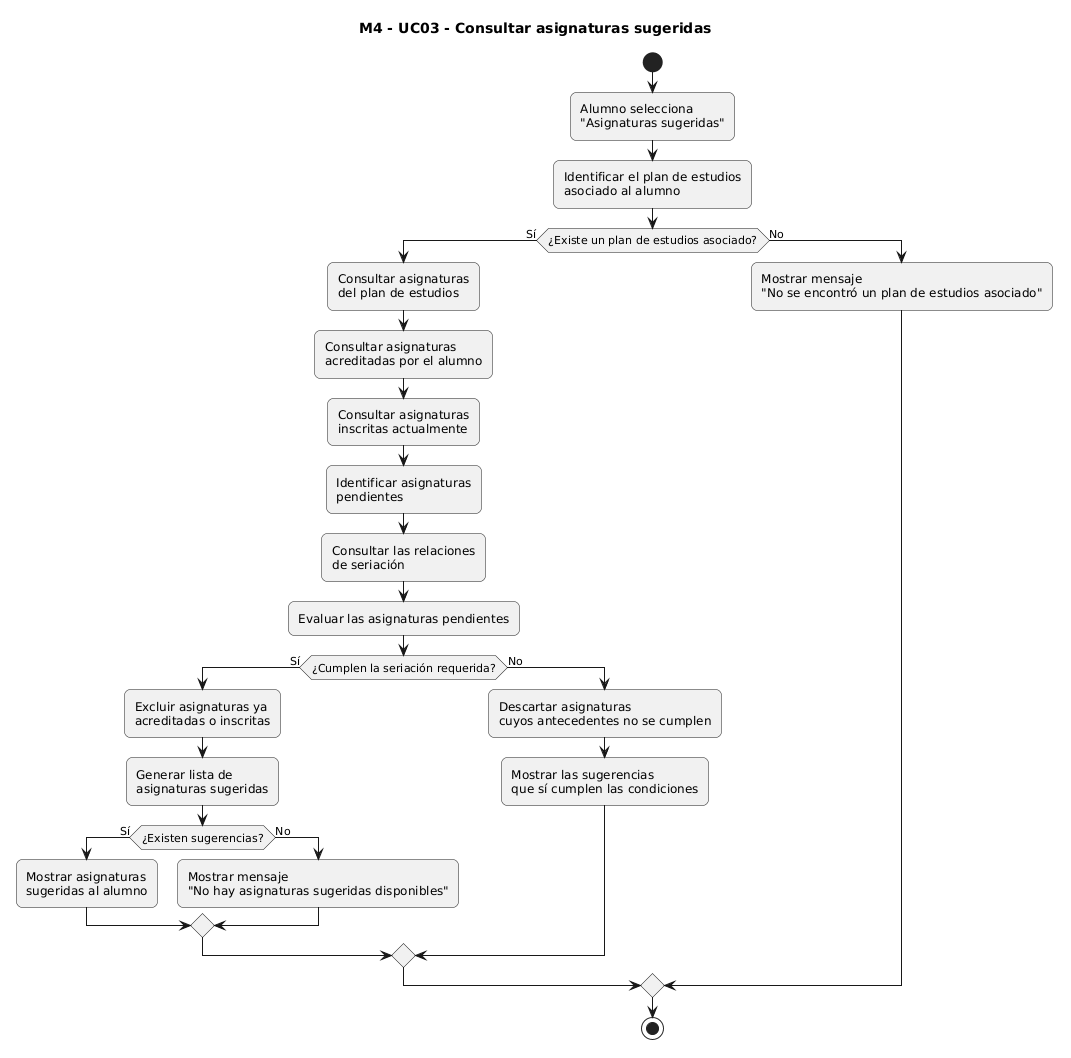 M4 - UC03 - Consultar asignaturas sugeridas
Alumno selecciona
"Asignaturas sugeridas"
Identificar el plan de estudios
asociado al alumno
Sí
¿Existe un plan de estudios asociado?
No
Consultar asignaturas
del plan de estudios
Mostrar mensaje
"No se encontró un plan de estudios asociado"
Consultar asignaturas
acreditadas por el alumno
Consultar asignaturas
inscritas actualmente
Identificar asignaturas
pendientes
Consultar las relaciones
de seriación
Evaluar las asignaturas pendientes
Sí
¿Cumplen la seriación requerida?
No
Excluir asignaturas ya
acreditadas o inscritas
Descartar asignaturas
cuyos antecedentes no se cumplen
Generar lista de
asignaturas sugeridas
Mostrar las sugerencias
que sí cumplen las condiciones
Sí
¿Existen sugerencias?
No
Mostrar asignaturas
sugeridas al alumno
Mostrar mensaje
"No hay asignaturas sugeridas disponibles"